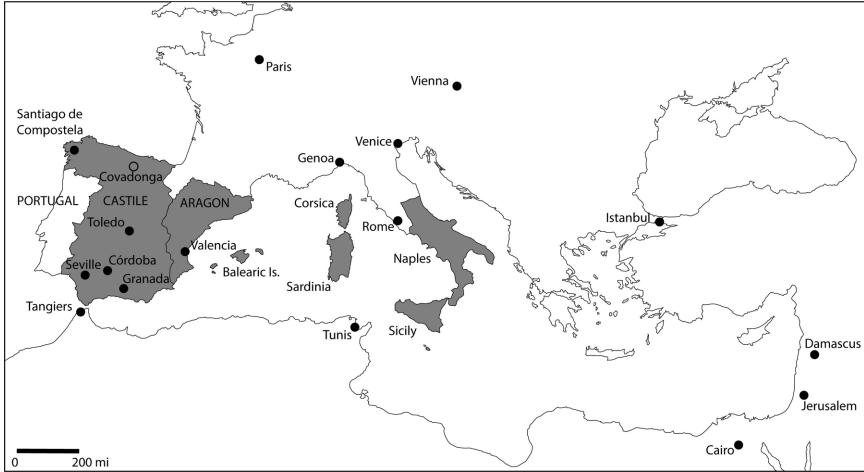 Paris
Vienna
Santiago de
Compostela
Venice
Genoa
Covadonga
PORTUGAL
CASTILE
ARAGON
Corsica
Istanbul
Rome
Toledo
Valencia
Naples
Seville
Córdoba
Balearic Is.
Granada
Sardinia
Tangiers
Tunis
Sicily
Damascus
Jerusalem
Cairo
0 200 mi